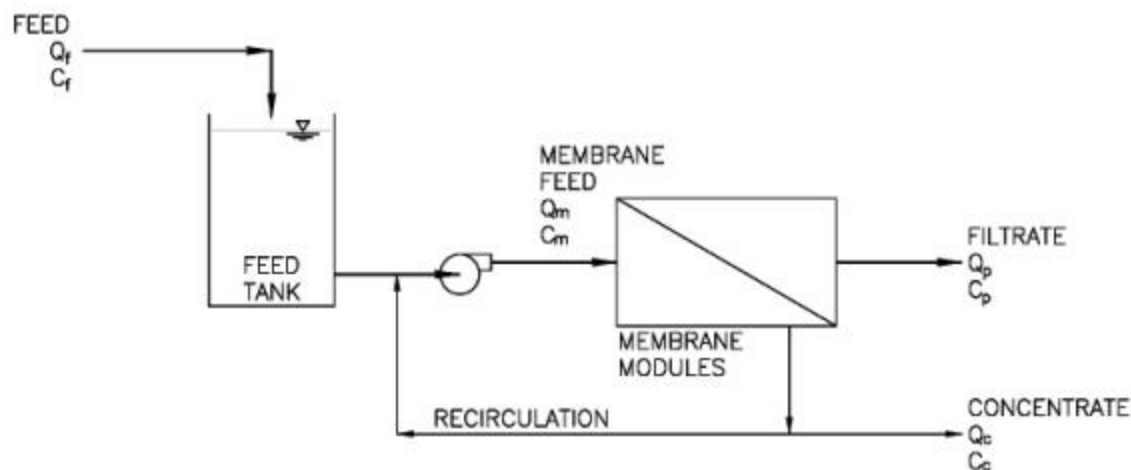 FEED
Qf
Cf
FEED
TANK
MEMBRANE
FEED
Qm
Cm
MEMBRANE
MODULES
FILTRATE
Qp
Cp
RECIRCULATION
CONCENTRATE
Qc
Cc